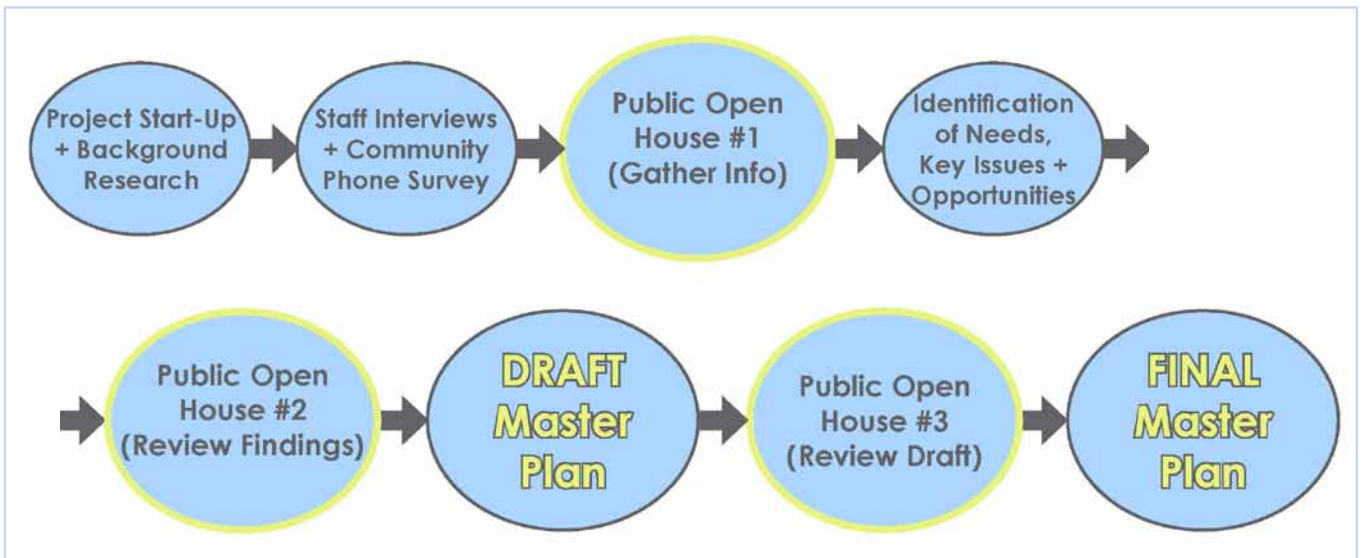 Project Start-Up
+ Background
Research
Staff Interviews
+ Community
Phone Survey
Public Open
House #1
(Gather Info)
Identification
of Needs,
Key Issues +
Opportunities
Public Open
House #2
(Review Findings)
DRAFT
Master
Plan
Public Open
House #3
(Review Draft)
FINAL
Master
Plan